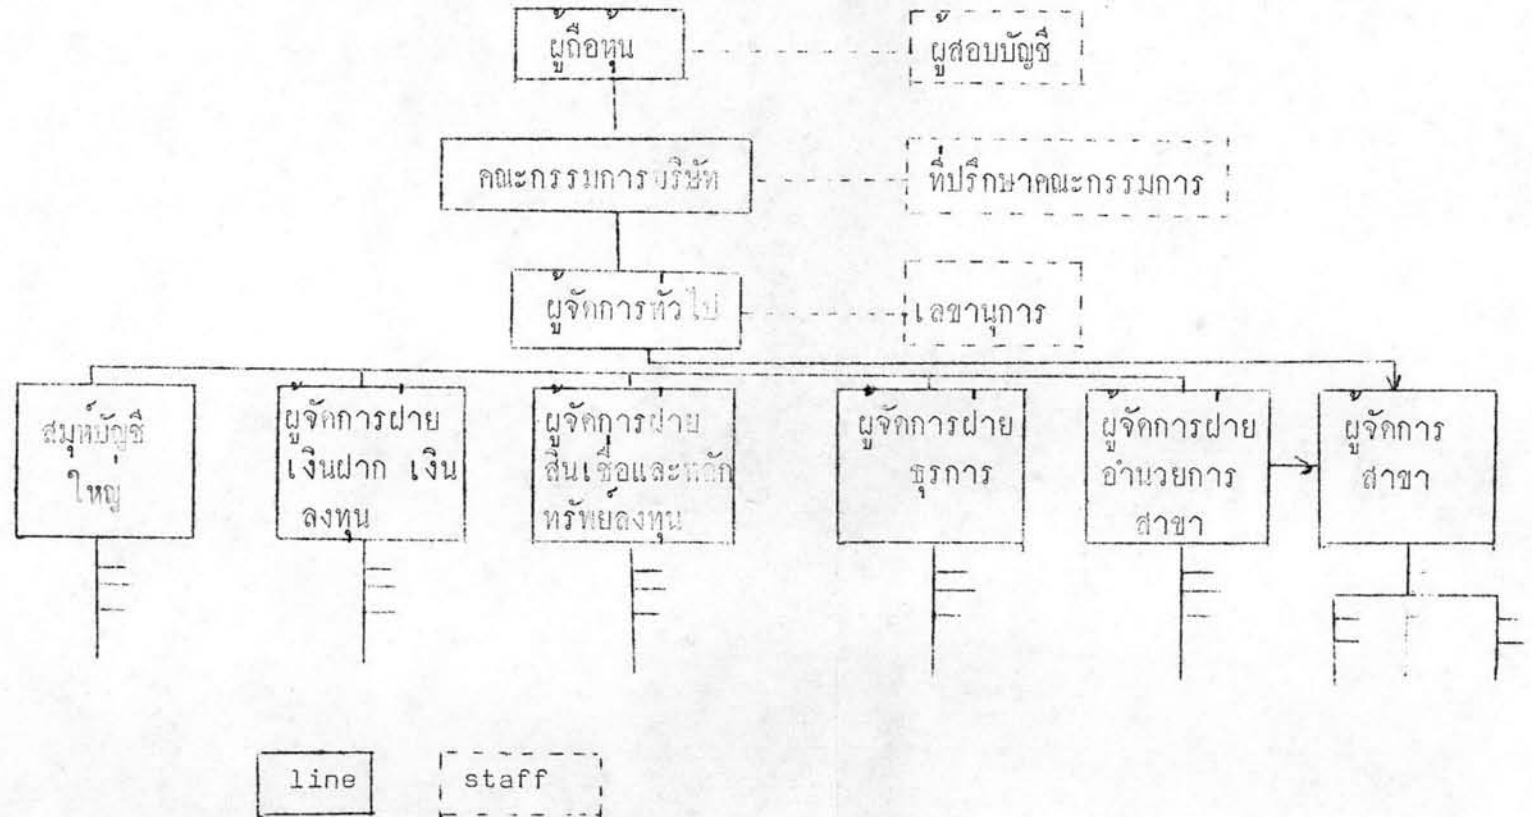 ผู้ถือหุ้น
ผู้สอบบัญชี
คณะกรรมการบริษัท
ที่ปรึกษาคณะกรรมการ
ผู้จัดการทั่วไป
เลขานุการ
สมุห์บัญชี
ใหญ่
ผู้จัดการฝ่าย
เงินฝาก เงิน
ลงทุน
ผู้จัดการฝ่าย
สินเชื่อและหลัก
ทรัพย์ลงทุน
ผู้จัดการฝ่าย
ธุรการ
ผู้จัดการฝ่าย
อำนวยการ
สาขา
ผู้จัดการ
สาขา
line
staff